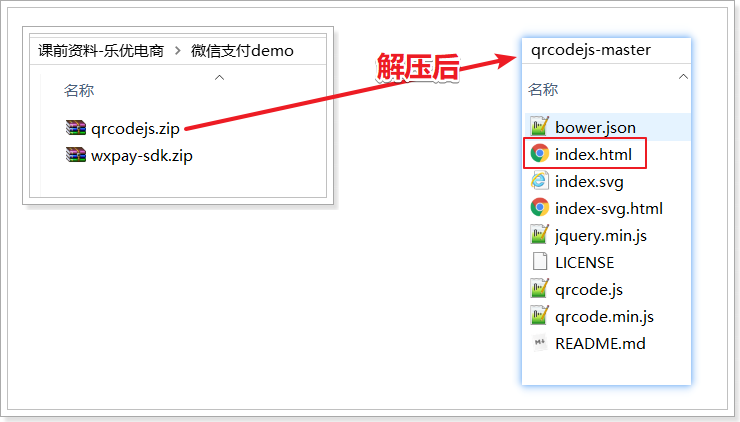 课前资料-乐优电商 > 微信支付demo
名称
qrcodejs.zip
wxpay-sdk.zip
解压后
qrcodejs-master
名称
bower.json
index.html
index.svg
index-svg.html
jquery.min.js
LICENSE
qrcode.js
qrcode.min.js
README.md